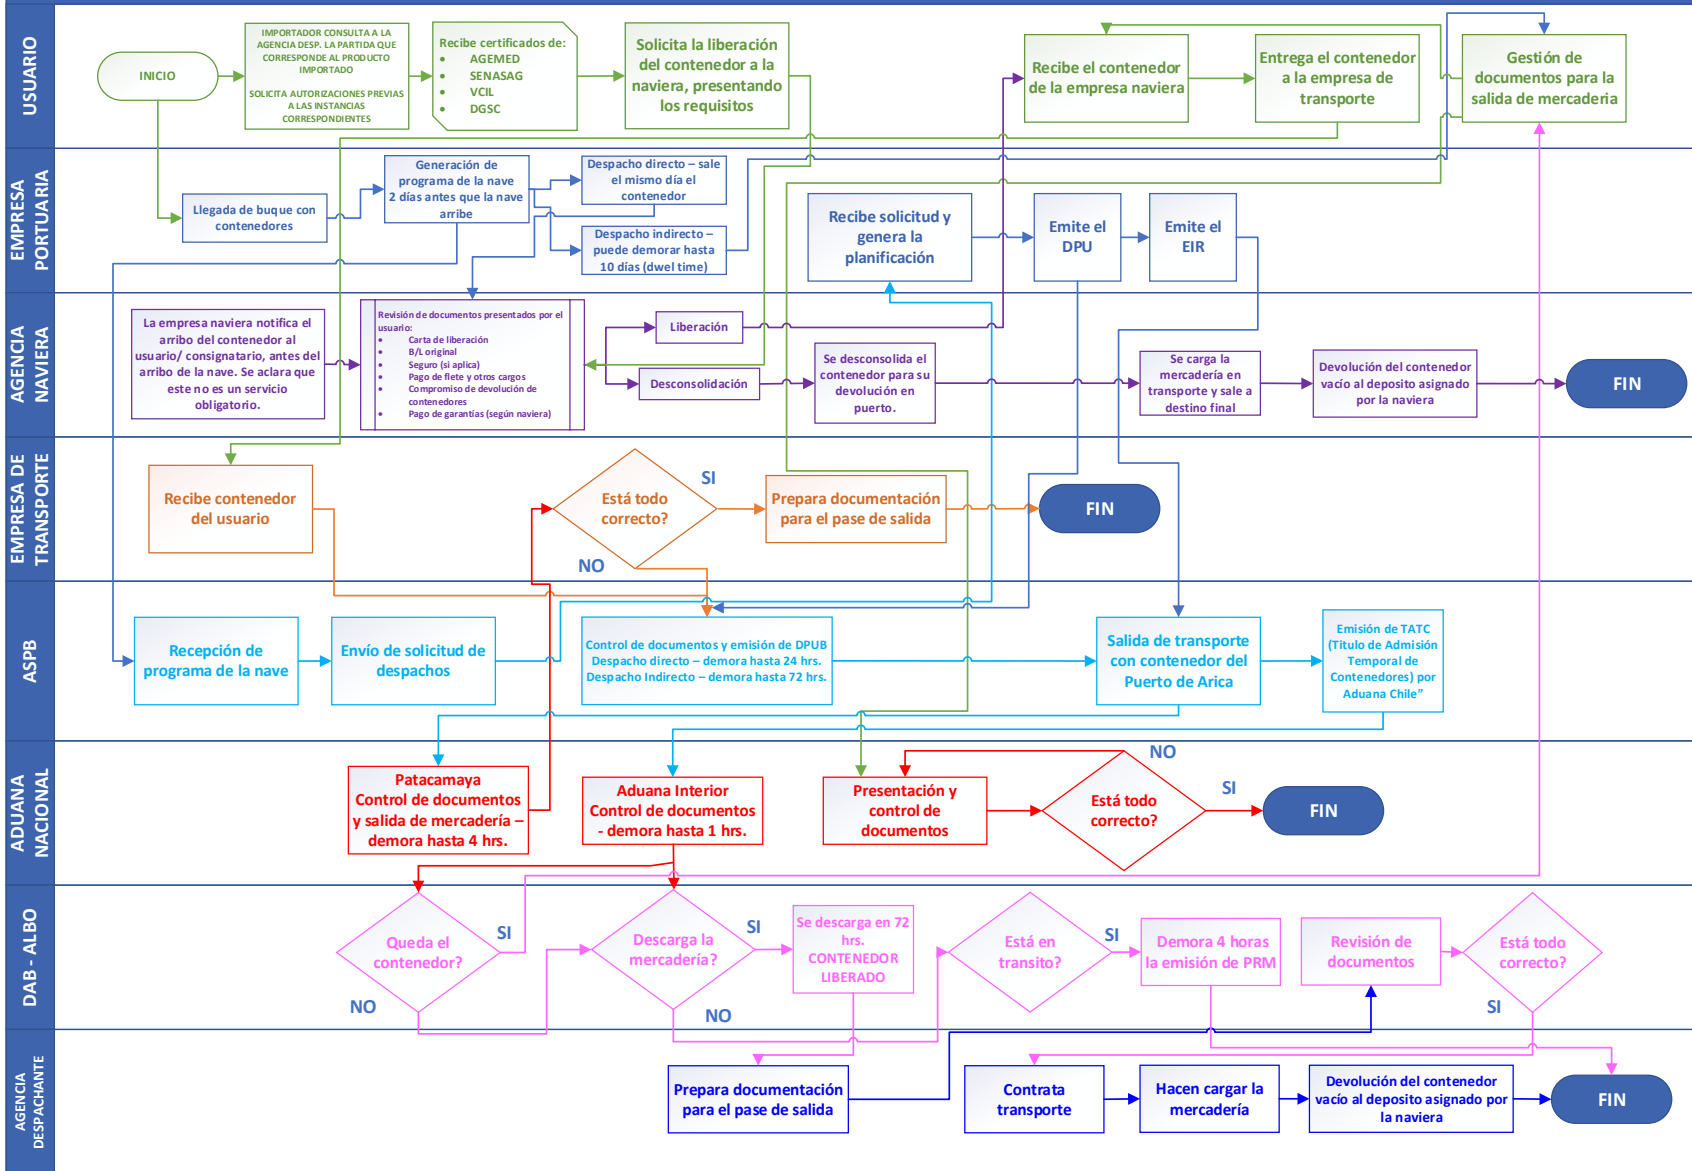 USUARIO
INICIO
IMPORTADOR CONSULTA A LA
AGENCIA DESP. LA PARTIDA QUE
CORRESPONDE AL PRODUCTO
IMPORTADO
SOLICITA AUTORIZACIONES PREVIAS
A LAS INSTANCIAS
CORRESPONDIENTES
Recibe certificados de:
• AGEMED
• SENASAG
• VCIL
• DGSC
Solicita la liberación
del contenedor a la
naviera, presentando
los requisitos
Recibe el contenedor
de la empresa naviera
Entrega el contenedor
a la empresa de
transporte
Gestión de
documentos para la
salida de mercaderia
EMPRESA
PORTUARIA
Llegada de buque con
contenedores
Generación de
programa de la nave
2 días antes que la nave
arribe
Despacho directo – sale
el mismo día el
contenedor
Despacho indirecto –
puede demorar hasta
10 días (dwel time)
Recibe solicitud y
genera la
planificación
Emite el
DPU
Emite el
EIR
AGENCIA
NAVIERA
La empresa naviera notifica el
arribo del contenedor al
usuario/ consignatario, antes del
arribo de la nave. Se aclara que
este no es un servicio
obligatorio.
Revisión de documentos presentados por el
usuario:
• Carta de liberación
• B/L original
• Seguro (si aplica)
• Pago de flete y otros cargos
• Compromiso de devolución de
contenedores
• Pago de garantías (según naviera)
Liberación
Desconsolidación
Se desconsolida el
contenedor para su
devolución en
puerto.
Se carga la
mercadería en
transporte y sale a
destino final
Devolución del contenedor
vacío al deposito asignado
por la naviera
FIN
EMPRESA DE
TRANSPORTE
Recibe contenedor
del usuario
Está todo
correcto?
SI
NO
Prepara documentación
para el pase de salida
FIN
ASPB
Recepción de
programa de la nave
Envío de solicitud de
despachos
Control de documentos y emisión de DPUB
Despacho directo – demora hasta 24 hrs.
Despacho Indirecto – demora hasta 72 hrs.
Salida de transporte
con contenedor del
Puerto de Arica
Emisión de TATC
(Titulo de Admisión
Temporal de
Contenedores) por
Aduana Chile”
ADUANA
NACIONAL
Patacamaya
Control de documentos
y salida de mercadería –
demora hasta 4 hrs.
Aduana Interior
Control de documentos
- demora hasta 1 hrs.
Presentación y
control de
documentos
Está todo
correcto?
NO
SI
FIN
DAB - ALBO
Queda el
contenedor?
SI
NO
Descarga la
mercadería?
SI
NO
Se descarga en 72
hrs.
CONTENEDOR
LIBERADO
Está en
transito?
SI
Demora 4 horas
la emisión de PRM
Revisión de
documentos
Está todo
correcto?
SI
AGENCIA
DESPACHANTE
Prepara documentación
para el pase de salida
Contrata
transporte
Hacen cargar la
mercadería
Devolución del contenedor
vacío al deposito asignado por
la naviera
FIN